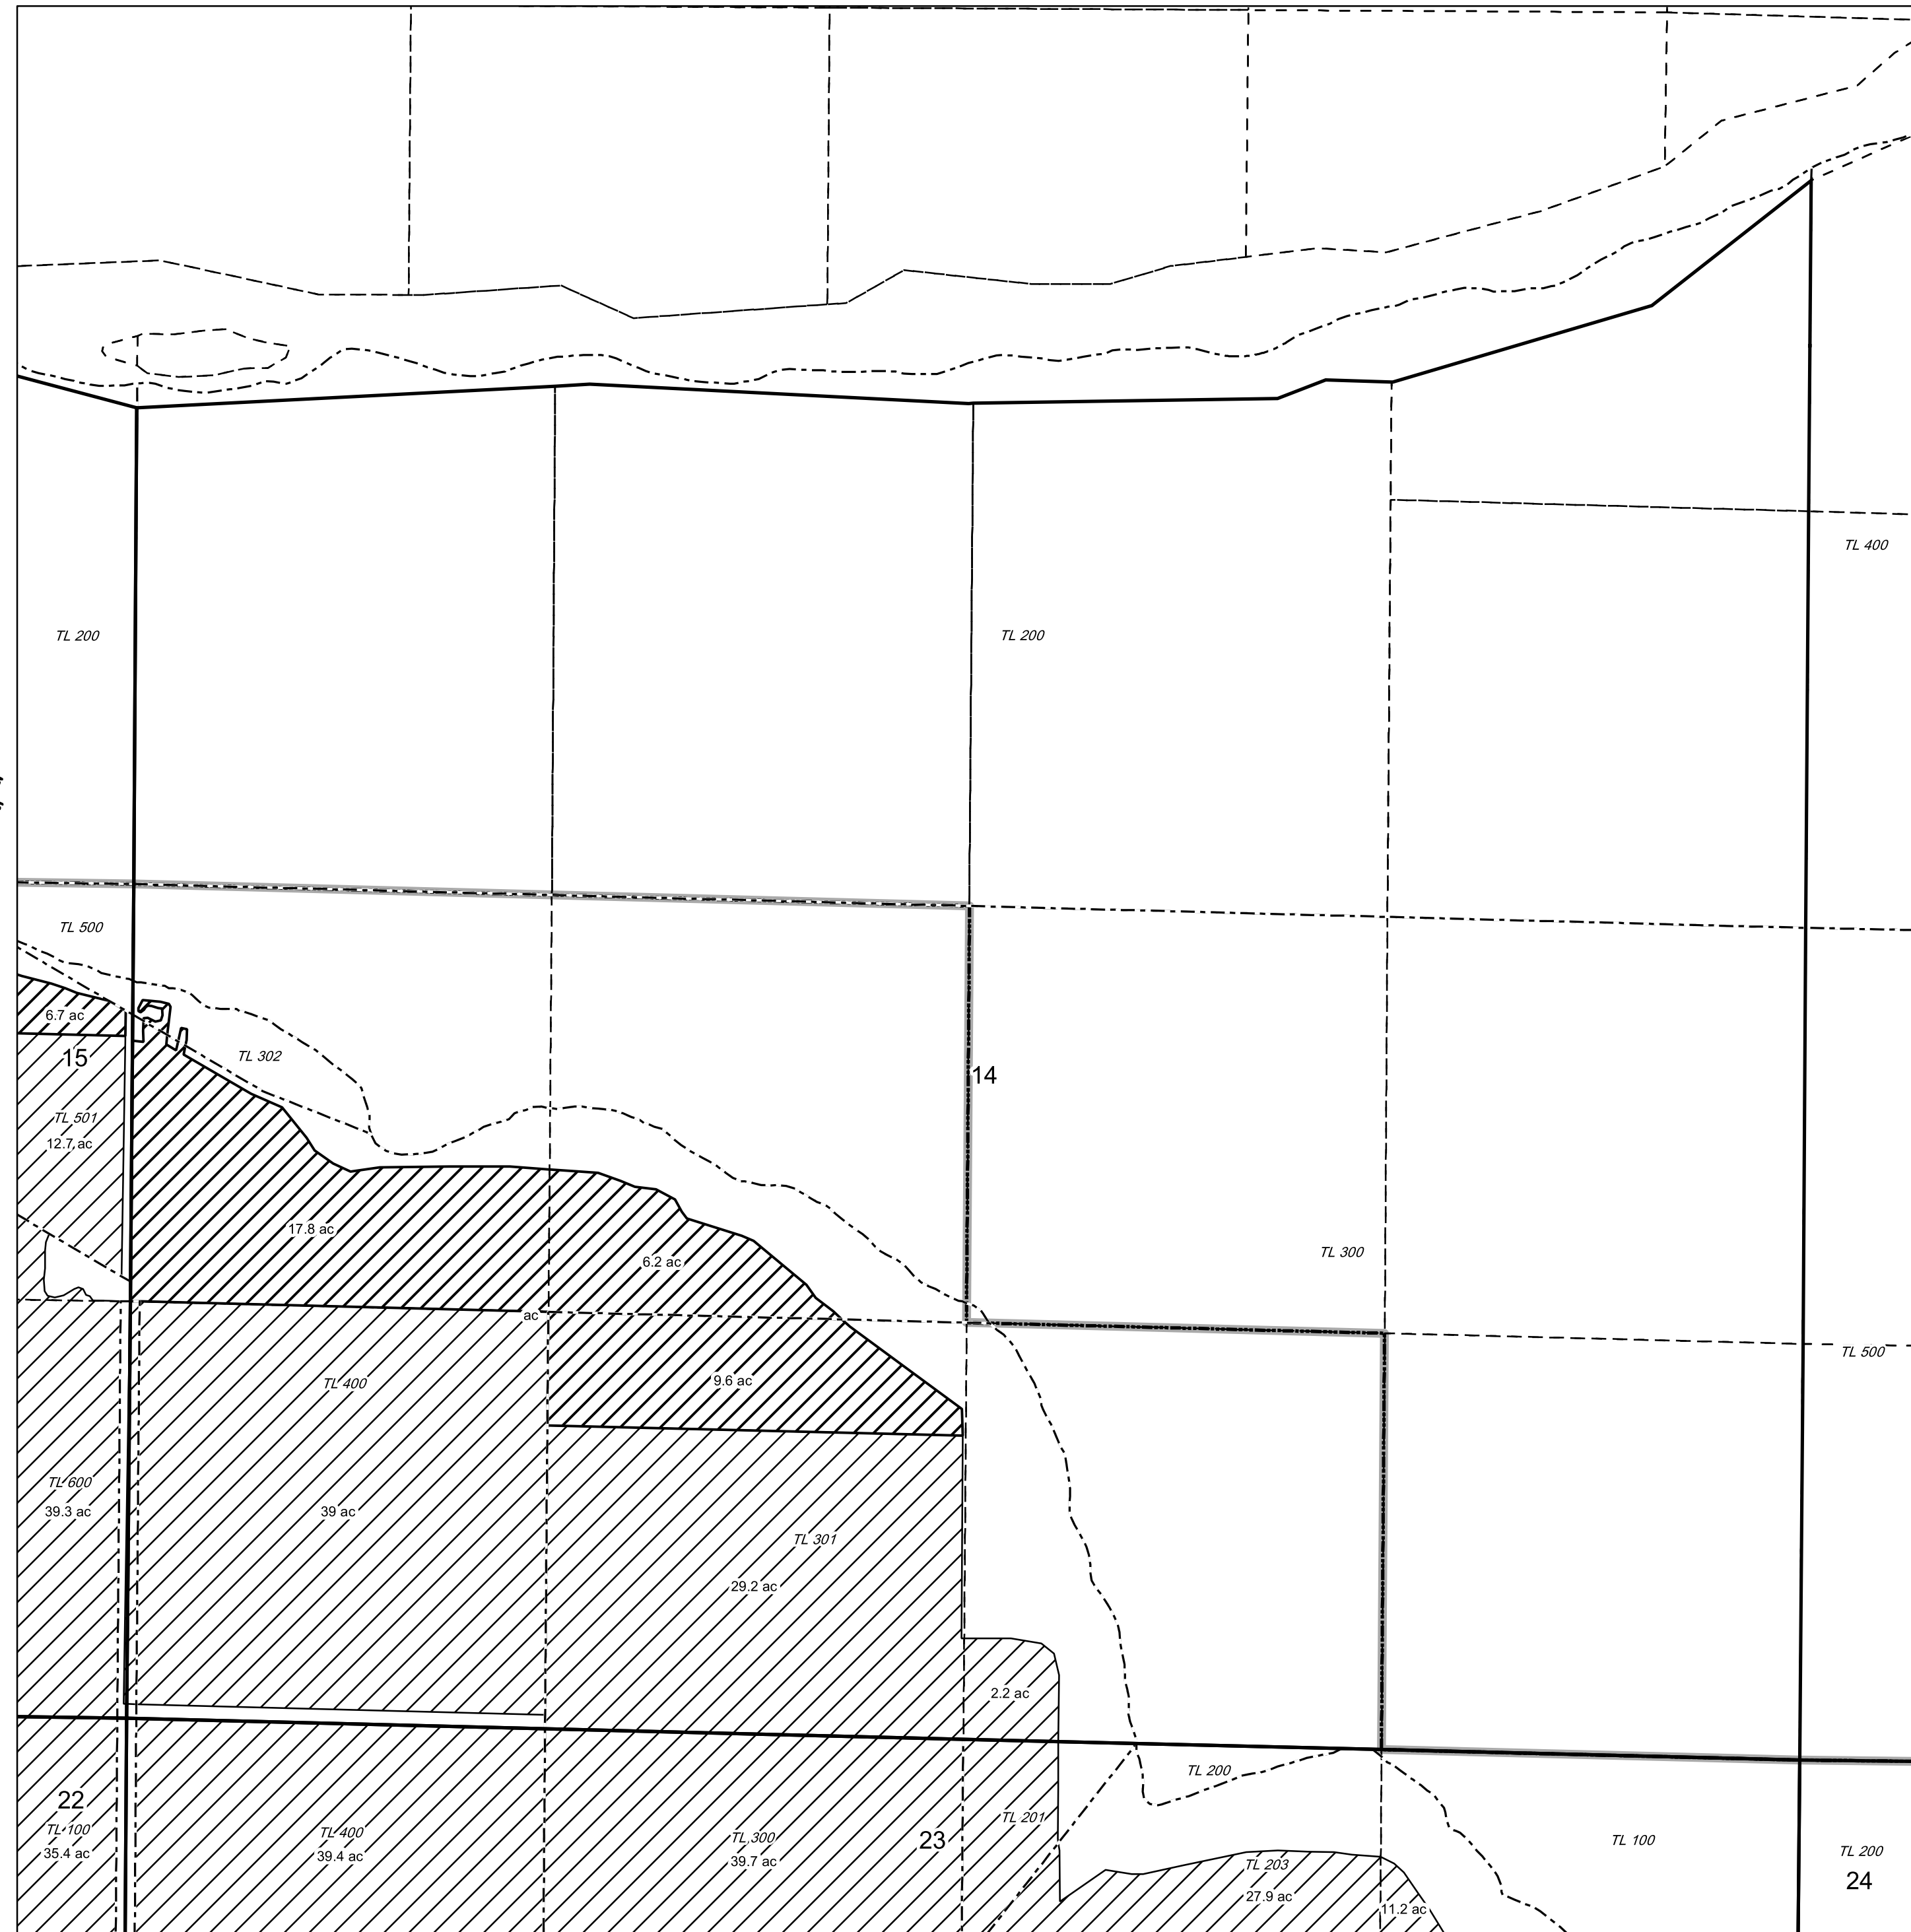 TL 400
TL 200
TL 200
TL 500
6.7 ac
15
TL 302
14
TL 501
12.7 ac
17.8 ac
6.2 ac
TL 300
ac
TL 500
TL 400
9.6 ac
TL 600
39.3 ac
39 ac
TL 301
29.2 ac
2.2 ac
TL 200
22
TL 100
35.4 ac
TL 400
39.4 ac
TL 300
39.7 ac
23
TL 201
TL 203
27.9 ac
11.2 ac
TL 100
TL 200
24